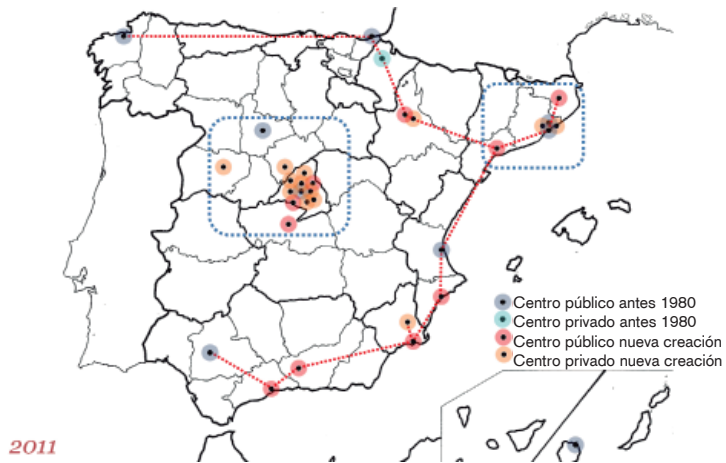 Centro público antes 1980
Centro privado antes 1980
Centro público nueva creación
Centro privado nueva creación
2011